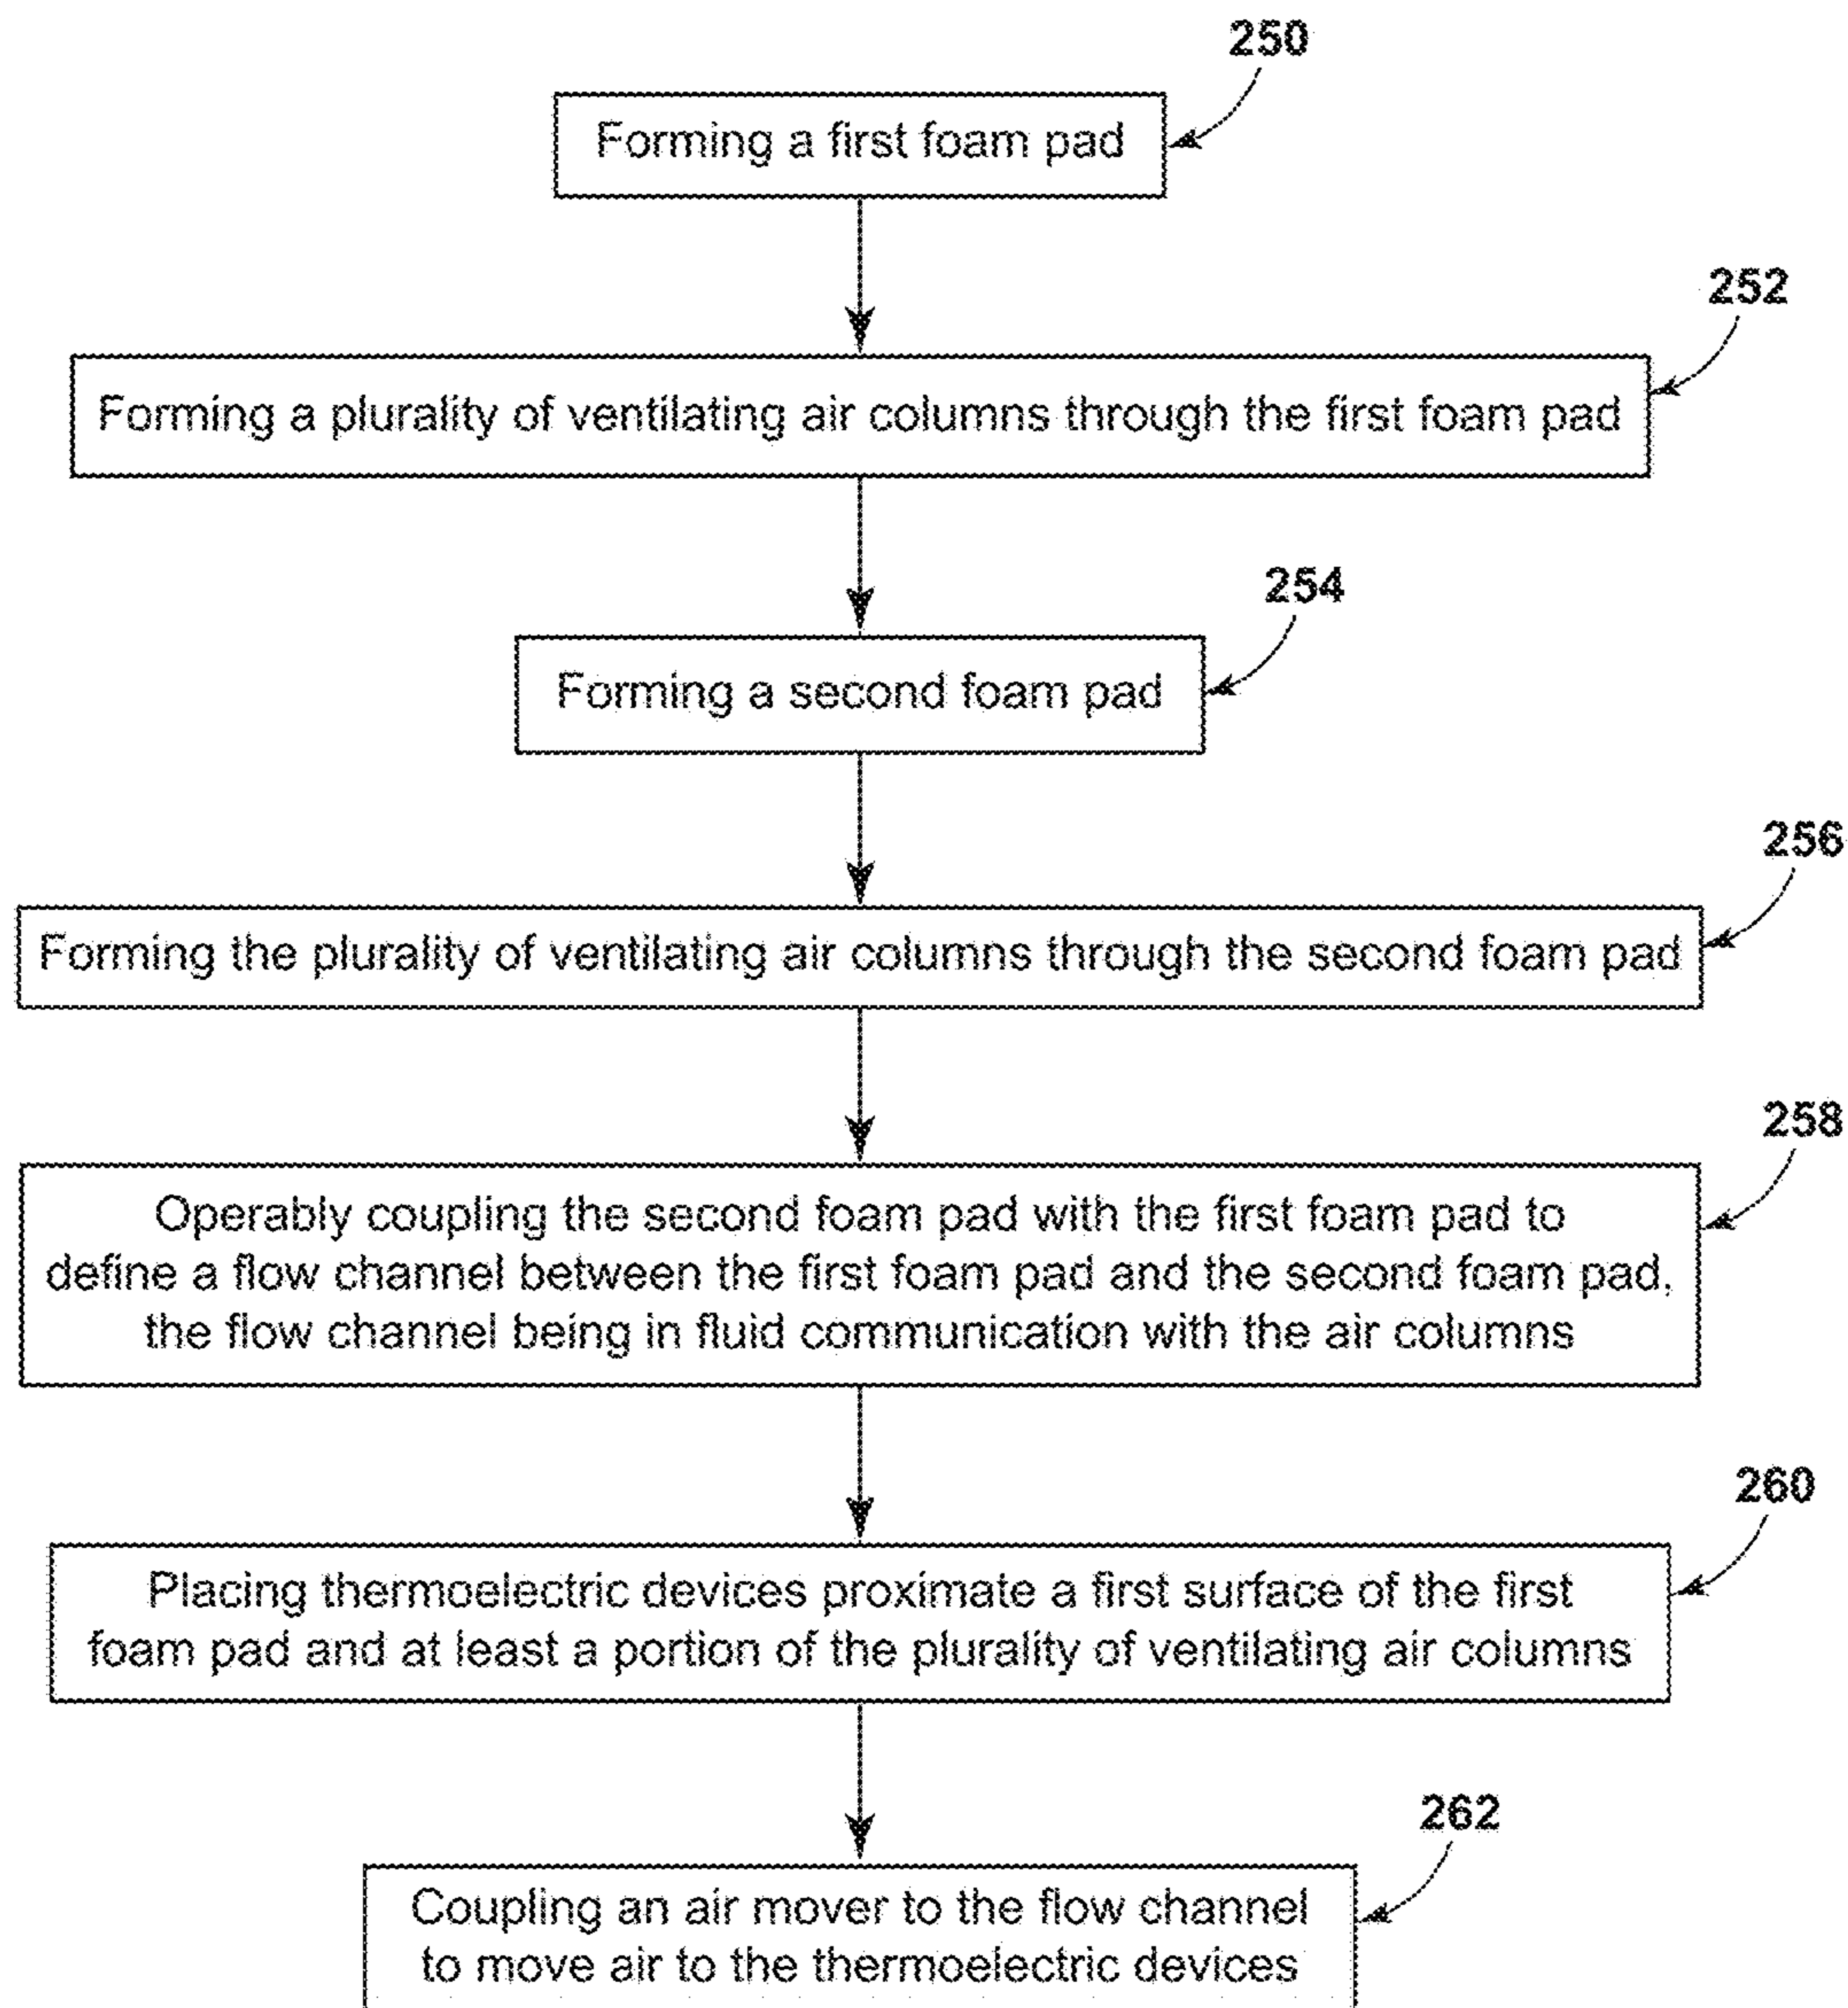 250
Forming a first foam pad
252
Forming a plurality of ventilating air columns through the first foam pad
254
Forming a second foam pad
256
Forming the plurality of ventilating air columns through the second foam pad
258
Operably coupling the second foam pad with the first foam pad to
define a flow channel between the first foam pad and the second foam pad,
the flow channel being in fluid communication with the air columns
260
Placing thermoelectric devices proximate a first surface of the first
foam pad and at least a portion of the plurality of ventilating air columns
262
Coupling an air mover to the flow channel
to move air to the thermoelectric devices